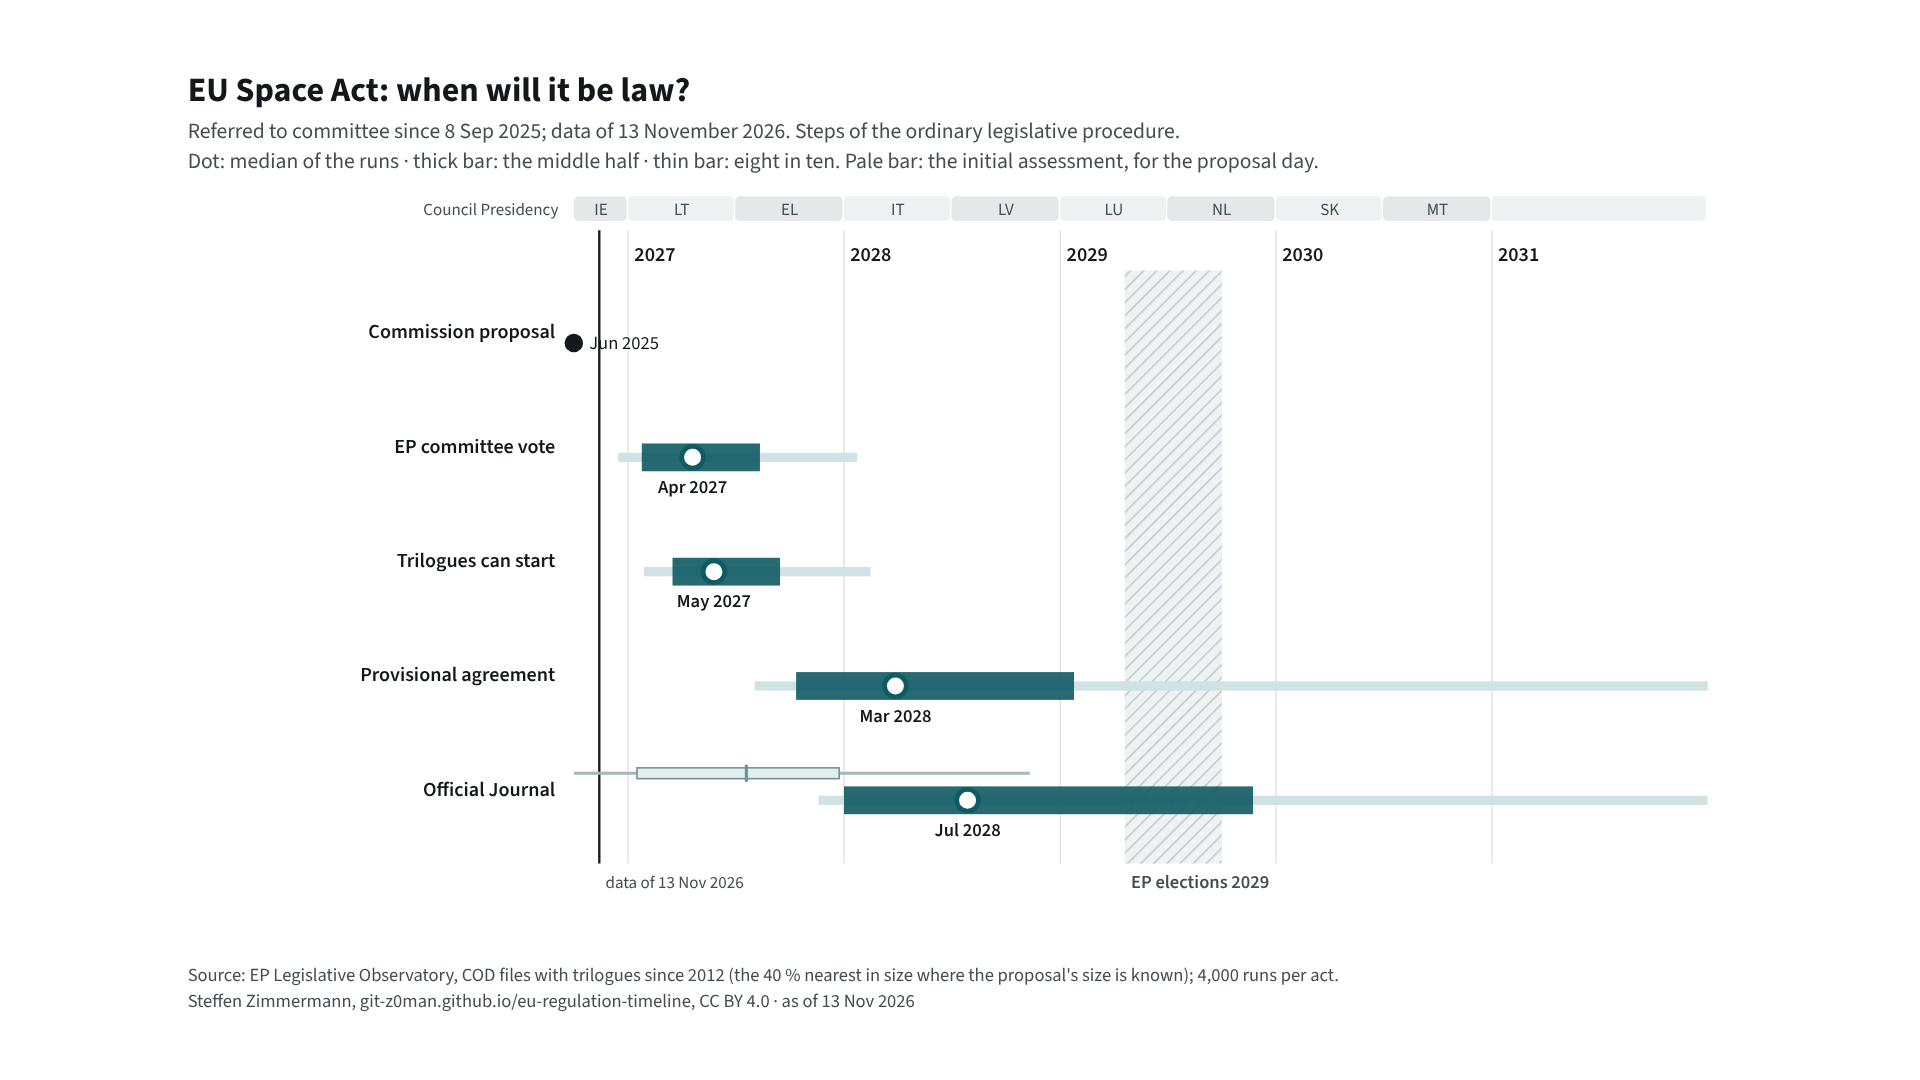 EU Space Act: when will it be law?
Referred to committee since 8 Sep 2025; data of 13 November 2026. Steps of the ordinary legislative procedure.
Dot: median of the runs · thick bar: the middle half · thin bar: eight in ten. Pale bar: the initial assessment, for the proposal day.
Council Presidency IE LT EL IT LV LU NL SK MT
2027 2028 2029 2030 2031
Commission proposal
Jun 2025
EP committee vote
Apr 2027
Trilogues can start
May 2027
Provisional agreement
Mar 2028
Official Journal
Jul 2028
data of 13 Nov 2026 EP elections 2029
Source: EP Legislative Observatory, COD files with trilogues since 2012 (the 40 % nearest in size where the proposal's size is known); 4,000 runs per act.
Steffen Zimmermann, git-z0man.github.io/eu-regulation-timeline, CC BY 4.0 · as of 13 Nov 2026